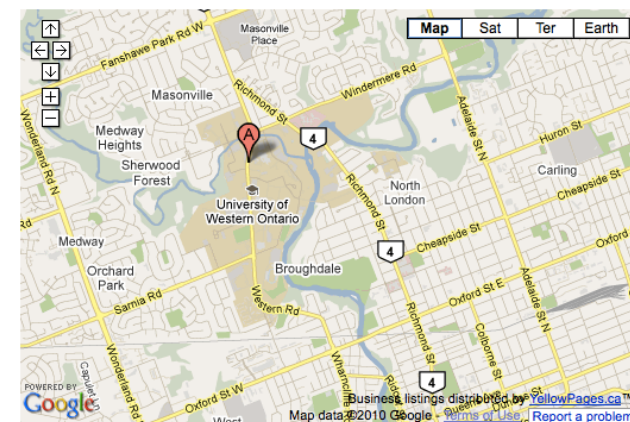 Masonville
Place
Map
Sat
Ter
Earth
Fanshawe Park Rd W
Windermere Rd
Masonville
Richmond St
Adelaide St N
Wonderland Rd N
Medway
Heights
A
4
Huron St
Sherwood
Forest
Carling
North
London
Cheapside St
University of
Western Ontario
Richmond St
Rd
Medway
4
Cheapside St
Oxford
Orchard
Park
Broughdale
Adelaide St N
Sarnia Rd
Western Rd
Oxford St E
Richmond St
Colborne St
Wonderland Rd
4
POWERED BY
Google
Oxford St W
Business listings distributed by YellowPages.ca™
Map data ©2010 Google - Terms of Use
Report a problem